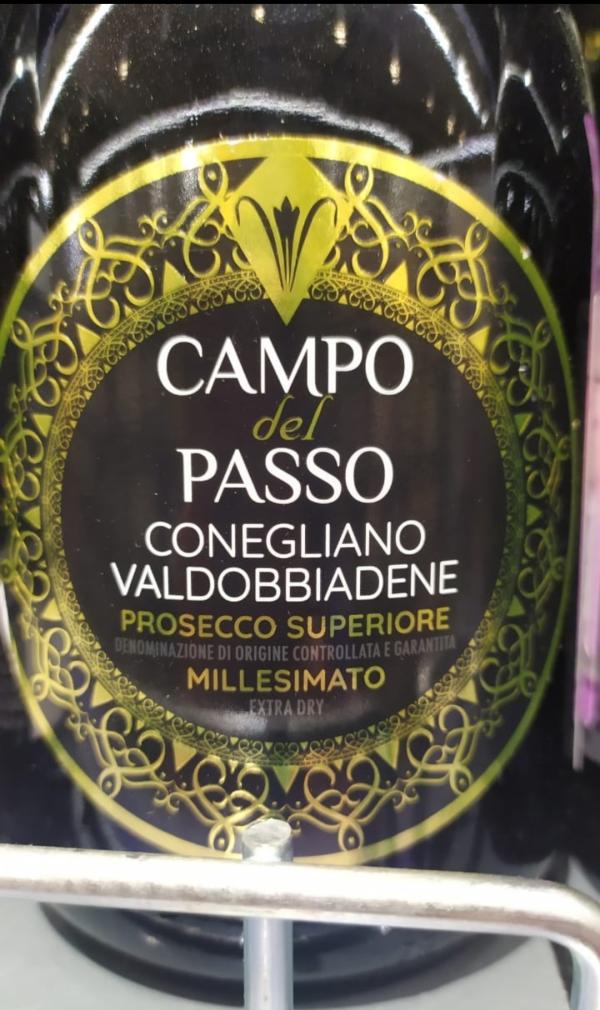 CAMPO
del
PASSO
CONEGLIANO
VALDOBBIADENE
PROSECCO SUPERIORE
DENOMINAZIONE DI ORIGINE CONTROLLATA E GARANTITA
MILLESIMATO
EXTRA DRY